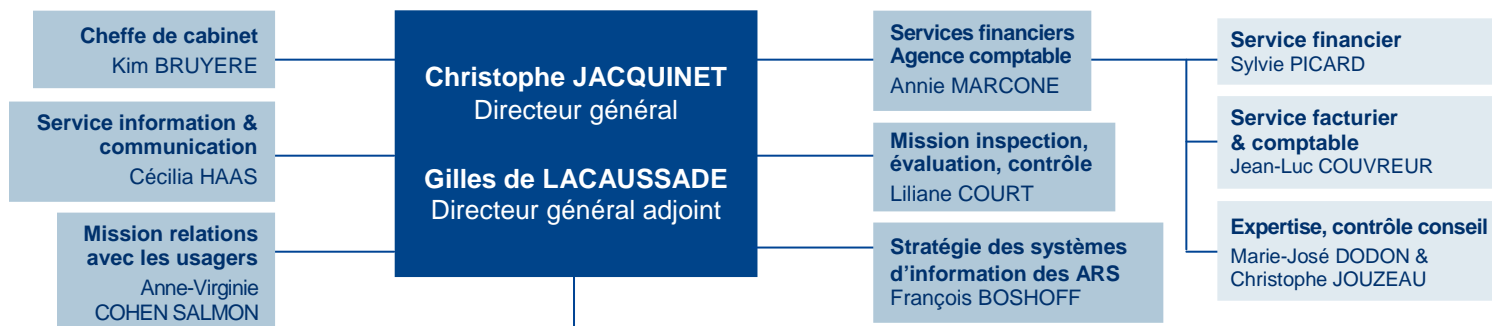 Cheffe de cabinet
Kim BRUYERE
Service information &
communication
Cécilia HAAS
Mission relations
avec les usagers
Anne-Virginie
COHEN SALMON
Christophe JACQUINET
Directeur général
Gilles de LACAUSSADE
Directeur général adjoint
Services financiers
Agence comptable
Annie MARCONE
Mission inspection,
évaluation, contrôle
Liliane COURT
Stratégie des systèmes
d’information des ARS
François BOSHOFF
Service financier
Sylvie PICARD
Service facturier
& comptable
Jean-Luc COUVREUR
Expertise, contrôle conseil
Marie-José DODON &
Christophe JOUZEAU